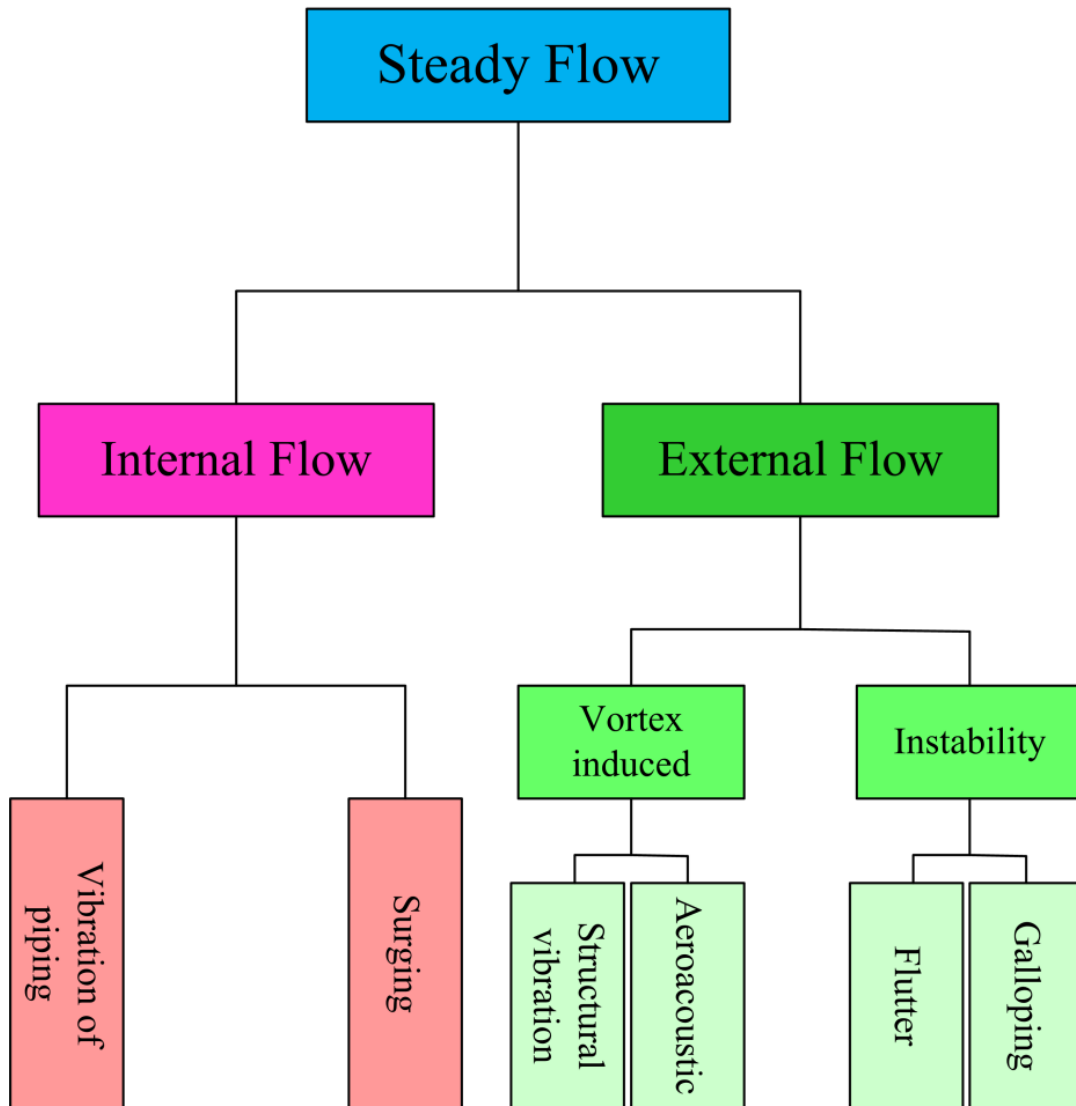 Steady Flow
Internal Flow
External Flow
Vortex
induced
Instability
Vibration of
piping
Surging
Structural
vibration
Aeroacoustic
Flutter
Galloping